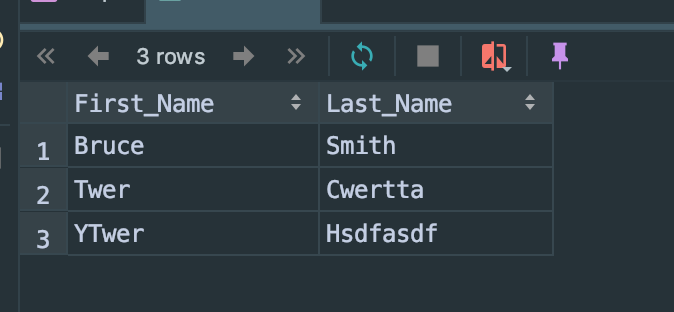 3 rows
First_Name Last_Name
1 Bruce Smith
2 Twer Cwertta
3 YTwer Hsdfasdf